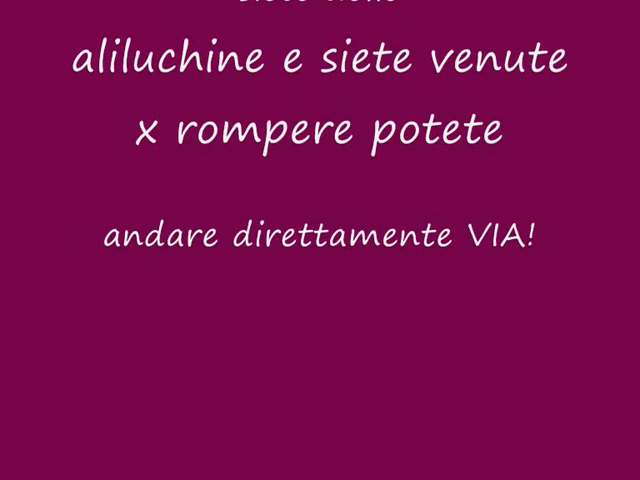 aliluchine e siete venute
x rompere potete
andare direttamente VIA!